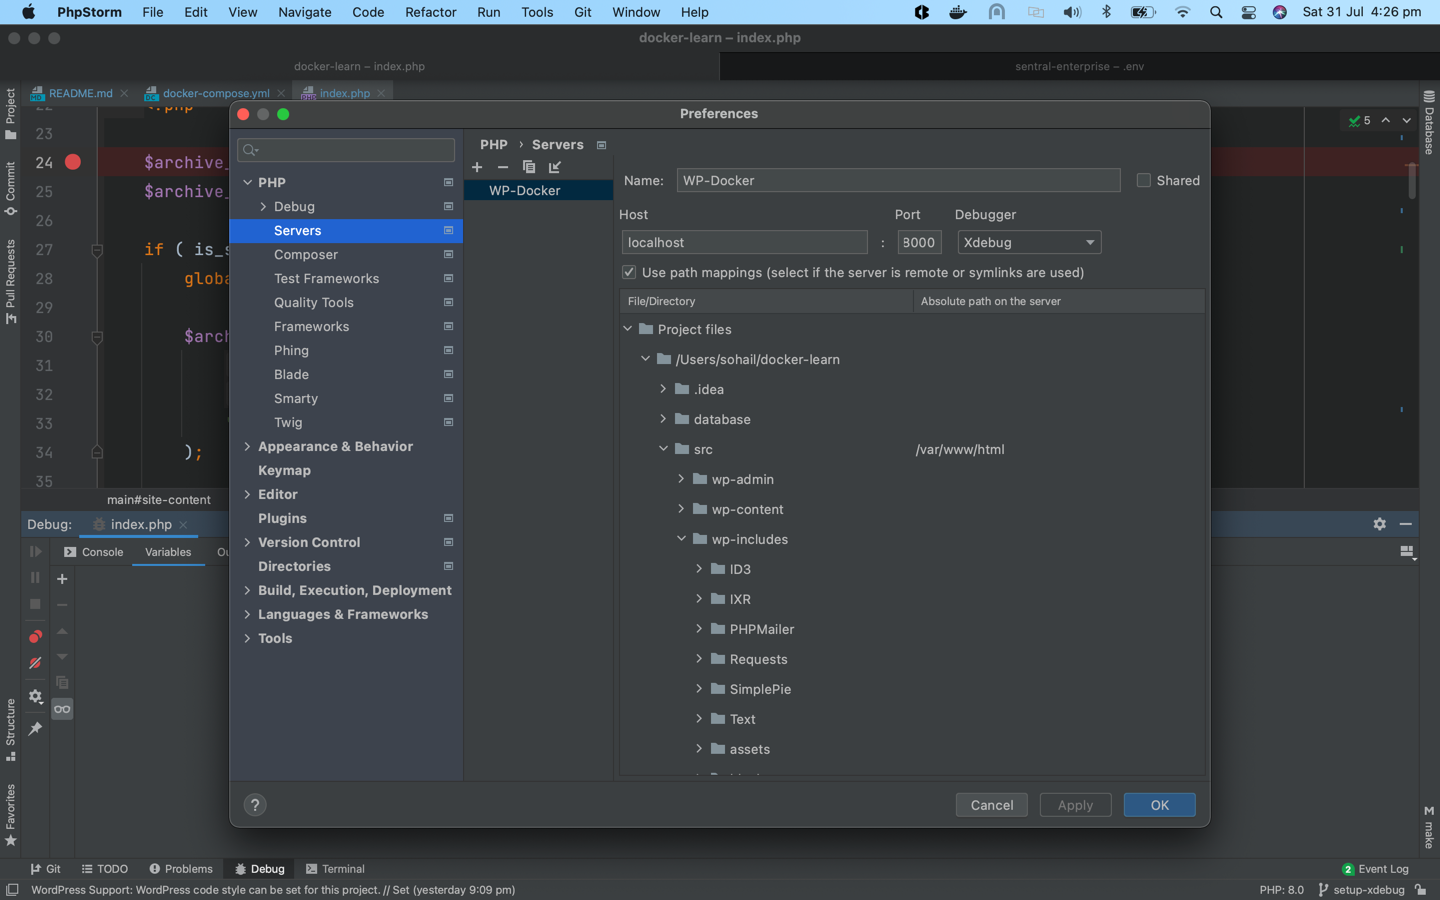 PhpStorm File Edit View Navigate Code Refactor Run Tools Git Window Help Sat 31 Jul 4:26 pm
docker-learn – index.php
docker-learn – index.php sentral-enterprise – .env
README.md docker-compose.yml index.php
<?php
22
23
24 $archive_
25 $archive_
26
27 if ( is_s
28 globa
29
30 $arch
31
32
33
34 );
35
5
main#site-content
Project
Commit
Pull Requests
Structure
Favorites
Database
make
Preferences
PHP
Debug
Servers
Composer
Test Frameworks
Quality Tools
Frameworks
Phing
Blade
Smarty
Twig
Appearance & Behavior
Keymap
Editor
Plugins
Version Control
Directories
Build, Execution, Deployment
Languages & Frameworks
Tools
PHP › Servers
WP-Docker
Name: WP-Docker Shared
Host Port Debugger
localhost : 8000 Xdebug
Use path mappings (select if the server is remote or symlinks are used)
File/Directory Absolute path on the server
Project files
/Users/sohail/docker-learn
.idea
database
src /var/www/html
wp-admin
wp-content
wp-includes
ID3
IXR
PHPMailer
Requests
SimplePie
Text
assets
? Cancel Apply OK
Debug: index.php
Console Variables Ou
Git TODO Problems Debug Terminal 2 Event Log
WordPress Support: WordPress code style can be set for this project. // Set (yesterday 9:09 pm) PHP: 8.0 setup-xdebug